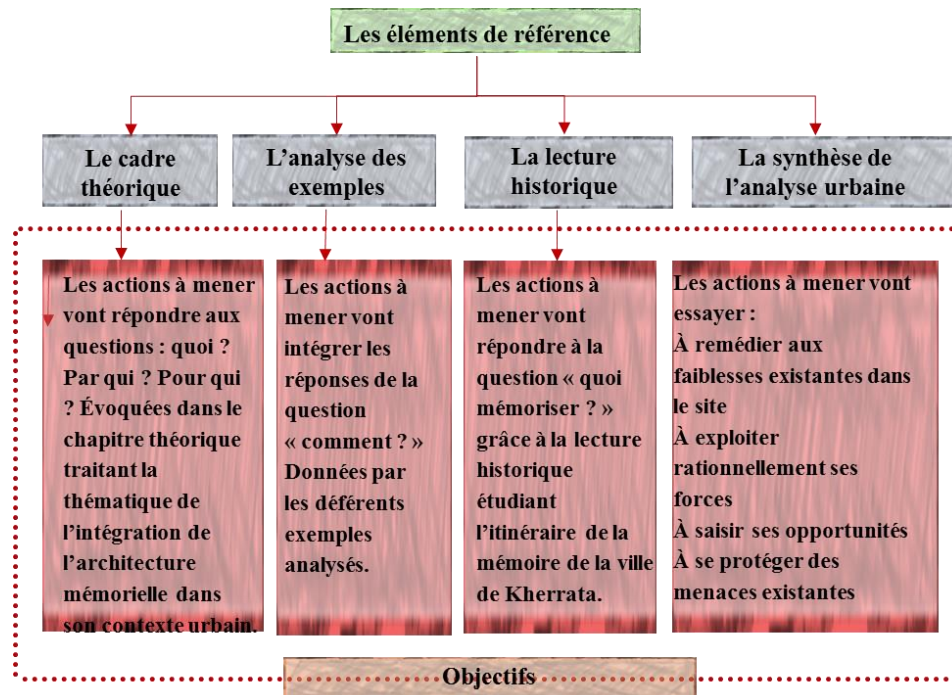 Les éléments de référence
Le cadre
théorique
L’analyse des
exemples
La lecture
historique
La synthèse de
l’analyse urbaine
Les actions à mener
vont répondre aux
questions : quoi ?
Par qui ? Pour qui
? Évoquées dans le
chapitre théorique
traitant la
thématique de
l’intégration de
l’architecture
mémorielle dans
son contexte urbain.
Les actions à
mener vont
intégrer les
réponses de la
question
« comment ? »
Données par
les déférents
exemples
analysés.
Les actions à
mener vont
répondre à la
question « quoi
mémoriser ? »
grâce à la lecture
historique
étudiant
l’itinéraire de la
mémoire de la ville
de Kherrata.
Les actions à mener vont
essayer :
À remédier aux
faiblesses existantes dans
le site
À exploiter
rationnellement ses
forces
À saisir ses opportunités
À se protéger des
menaces existantes
Objectifs